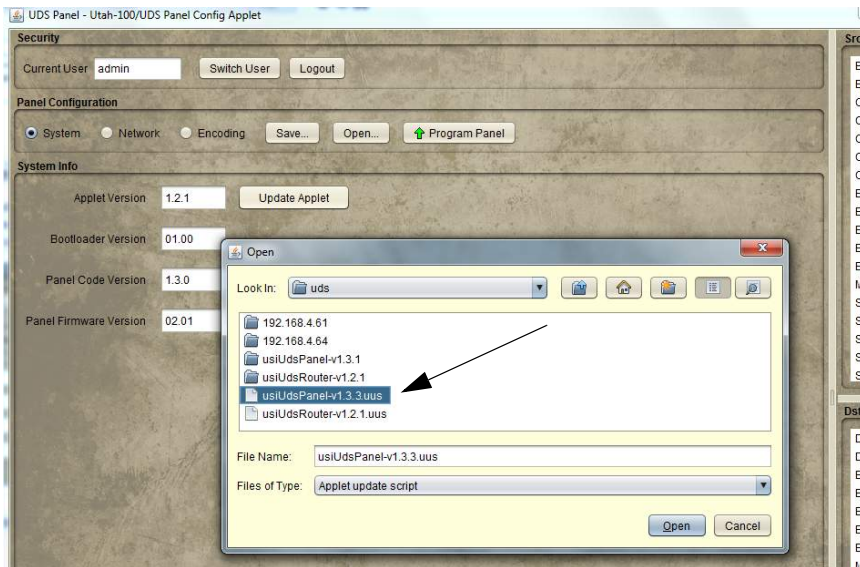 UDS Panel - Utah-100/UDS Panel Config Applet
Security
Current User admin Switch User Logout
Panel Configuration
System Network Encoding Save... Open... Program Panel
System Info
Applet Version 1.2.1 Update Applet
Bootloader Version 01.00
Panel Code Version 1.3.0
Panel Firmware Version 02.01
Open
Look In: uds
192.168.4.61
192.168.4.64
usiUdsPanel-v1.3.1
usiUdsRouter-v1.2.1
usiUdsPanel-v1.3.3.uus
usiUdsRouter-v1.2.1.uus
File Name: usiUdsPanel-v1.3.3.uus
Files of Type: Applet update script
Open Cancel